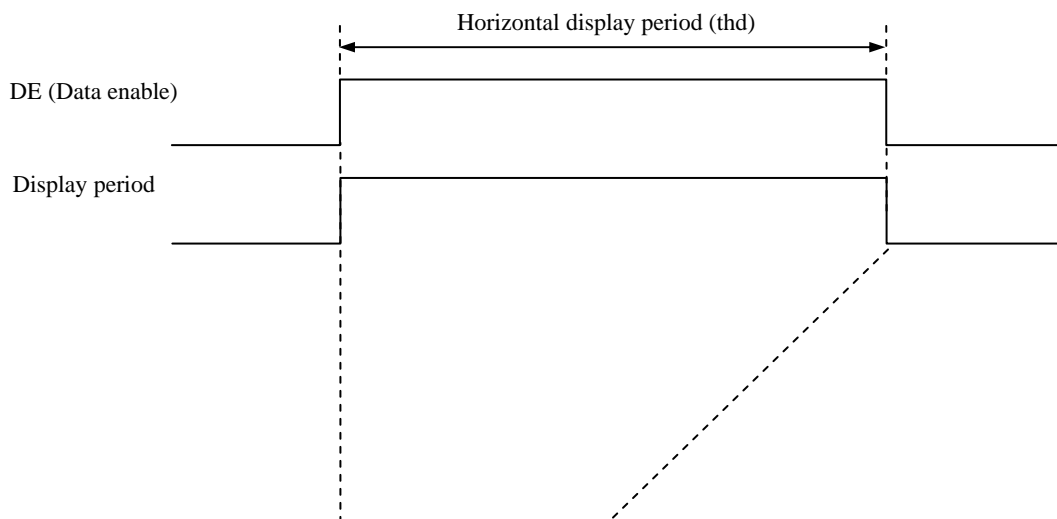 Horizontal display period (thd)
DE (Data enable)
Display period